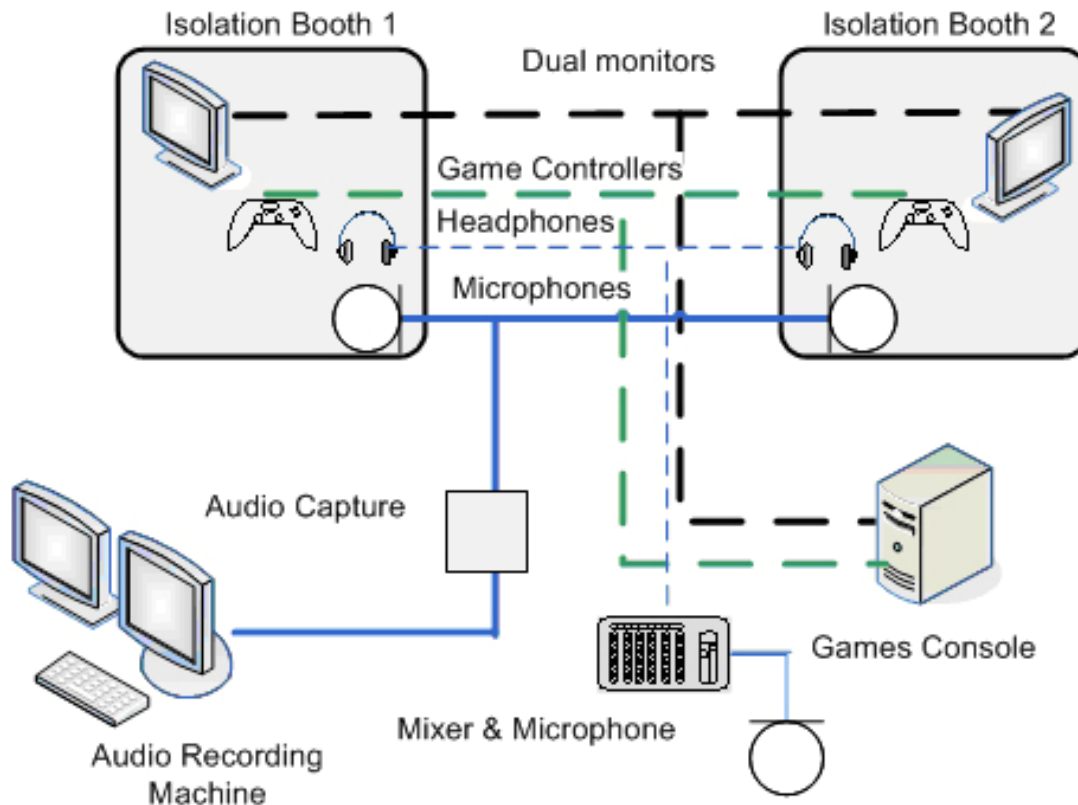 Isolation Booth 1
Isolation Booth 2
Dual monitors
Game Controllers
Headphones
Microphones
Audio Capture
Games Console
Mixer & Microphone
Audio Recording
Machine